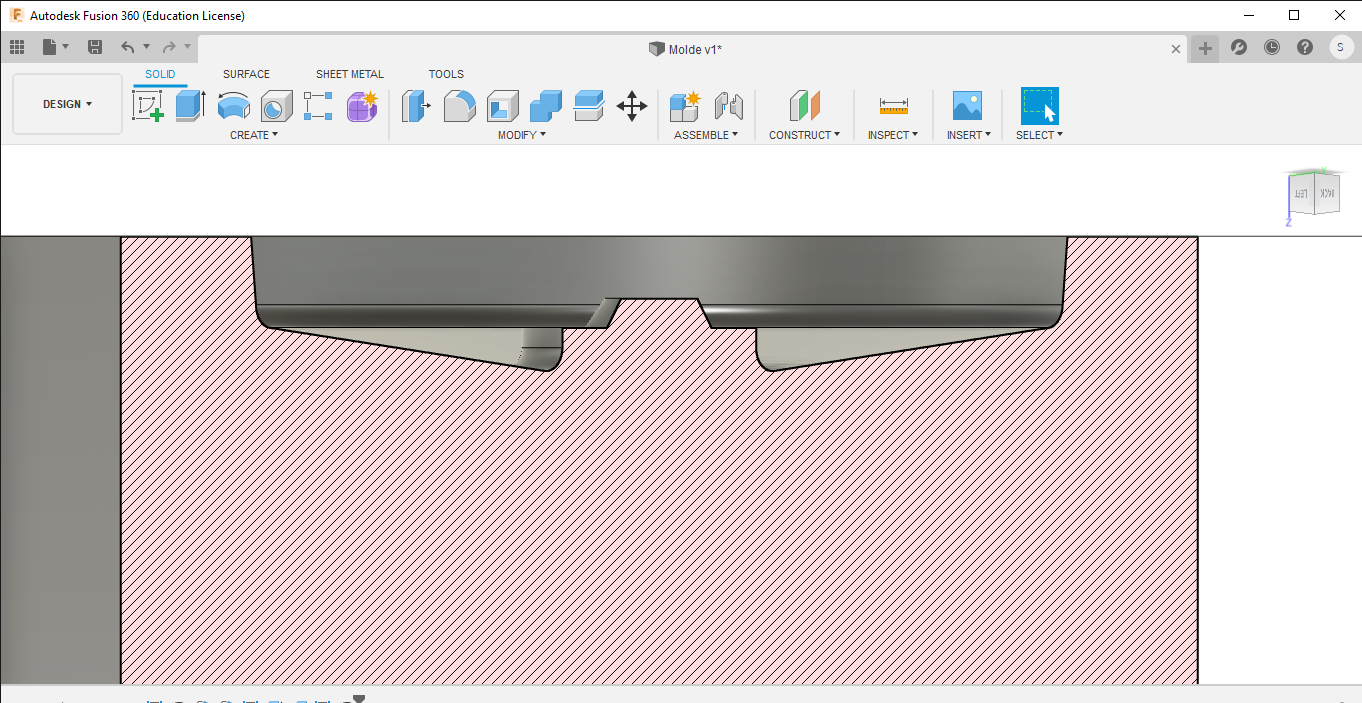 Autodesk Fusion 360 (Education License)
Molde v1*
S
SOLID SURFACE SHEET METAL TOOLS
DESIGN
CREATE MODIFY ASSEMBLE CONSTRUCT INSPECT INSERT SELECT
LEFT BACK
Z